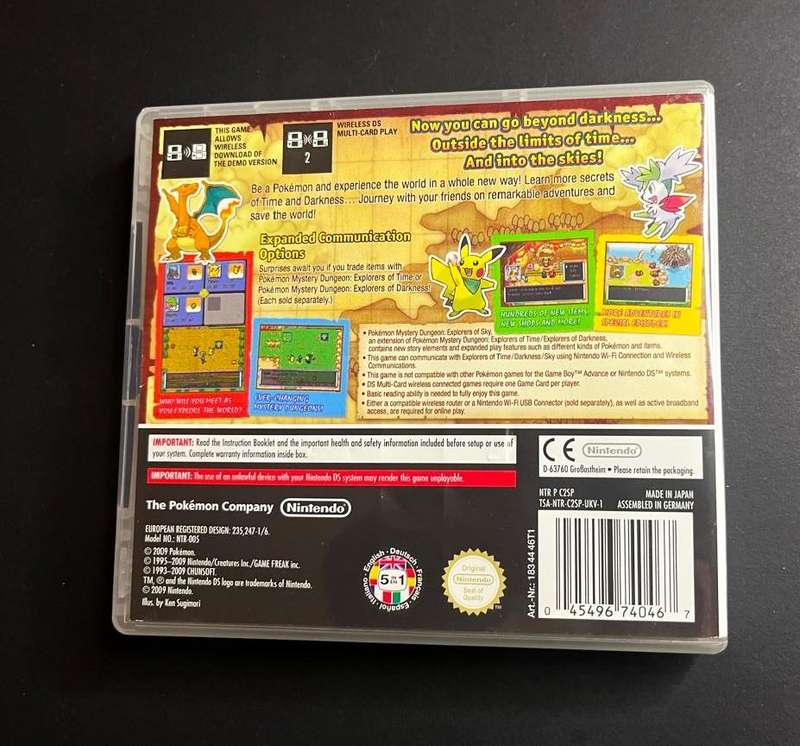 THIS GAME
ALLOWS
WIRELESS
DOWNLOAD OF
THE DEMO VERSION
WIRELESS DS
MULTI-CARD PLAY
2
Now you can go beyond darkness...
Outside the limits of time...
And into the skies!
Be a Pokémon and experience the world in a whole new way! Learn more secrets
of Time and Darkness... Journey with your friends on remarkable adventures and
save the world!
Expanded Communication
Options
Surprises await you if you trade items with
Pokémon Mystery Dungeon: Explorers of Time or
Pokémon Mystery Dungeon: Explorers of Darkness!
(Each sold separately.)
HUNDREDS OF NEW ITEMS,
NEW SHOPS AND MORE!
MORE ADVENTURES IN
SPECIAL EPISODES!
WHO WILL YOU MEET AS
YOU EXPLORE THE WORLD?
EVER-CHANGING
MYSTERY DUNGEONS!
• Pokémon Mystery Dungeon: Explorers of Sky,
an extension of Pokémon Mystery Dungeon: Explorers of Time/Explorers of Darkness,
contains new story elements and expanded play features such as different kinds of Pokémon and items.
• This game can communicate with Explorers of Time/Darkness/Sky using Nintendo Wi-Fi Connection and Wireless
Communications.
• This game is not compatible with other Pokémon games for the Game Boy™ Advance or Nintendo DS™ systems.
• DS Multi-Card wireless connected games require one Game Card per player.
• Basic reading ability is needed to fully enjoy this game.
• Either a compatible wireless router or a Nintendo Wi-Fi USB Connector (sold separately), as well as active broadband
access, are required for online play.
IMPORTANT: Read the Instruction Booklet and the important health and safety information included before setup or use of
your system. Complete warranty information inside box.
IMPORTANT: The use of an unlawful device with your Nintendo DS system may render this game unplayable.
CE Nintendo®
D-63760 Großostheim • Please retain the packaging.
NTR P C2SP
TSA-NTR-C2SP-UKV-1
MADE IN JAPAN
ASSEMBLED IN GERMANY
The Pokémon Company Nintendo®
EUROPEAN REGISTERED DESIGN: 235,247-1/6.
Model NO.: NTR-005
© 2009 Pokémon.
© 1995–2009 Nintendo/Creatures Inc./GAME FREAK inc.
© 1993–2009 CHUNSOFT.
TM, ® and the Nintendo DS logo are trademarks of Nintendo.
© 2009 Nintendo.
Illus. by Ken Sugimori
English • Deutsch • Français • Español • Italiano
5 in 1
Original
Nintendo
Seal of
Quality
TM
Art.-Nr.: 1834446T1
0 45496 74046 7